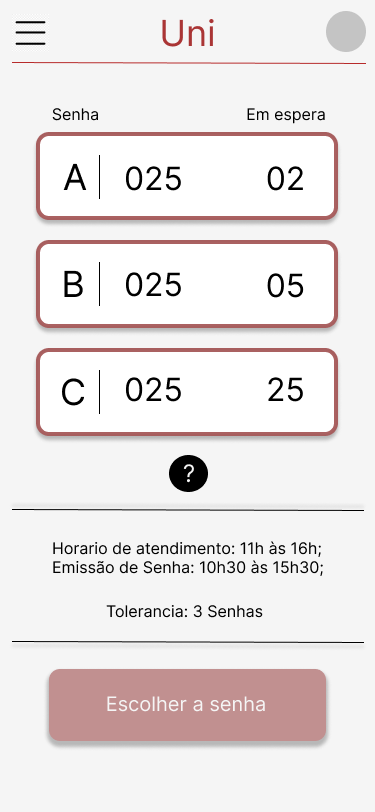 Uni
Senha Em espera
A 025 02
B 025 05
C 025 25
?
Horario de atendimento: 11h às 16h;
Emissão de Senha: 10h30 às 15h30;
Tolerancia: 3 Senhas
Escolher a senha